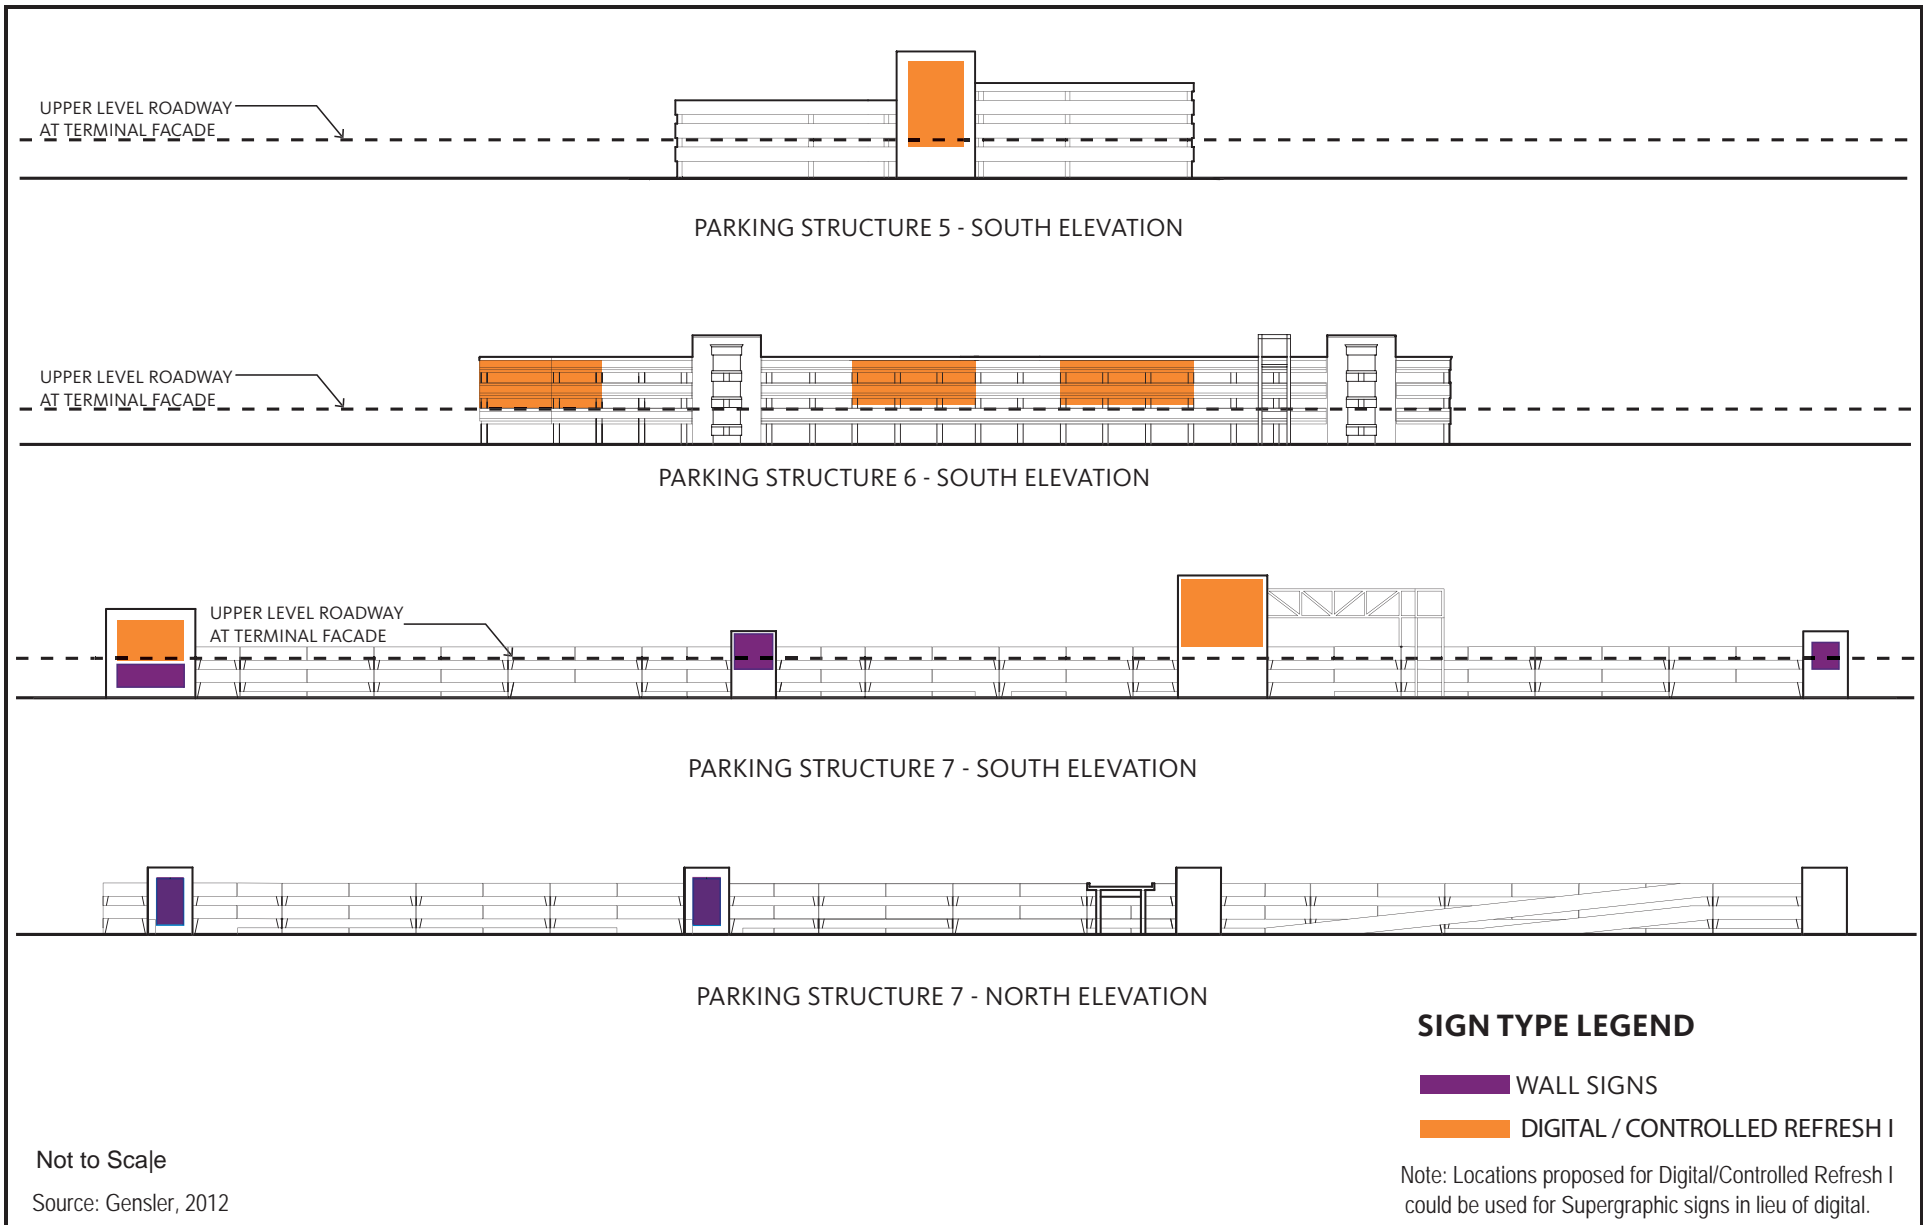 UPPER LEVEL ROADWAY
AT TERMINAL FACADE
PARKING STRUCTURE 5 - SOUTH ELEVATION
UPPER LEVEL ROADWAY
AT TERMINAL FACADE
PARKING STRUCTURE 6 - SOUTH ELEVATION
UPPER LEVEL ROADWAY
AT TERMINAL FACADE
PARKING STRUCTURE 7 - SOUTH ELEVATION
PARKING STRUCTURE 7 - NORTH ELEVATION
SIGN TYPE LEGEND
WALL SIGNS
DIGITAL / CONTROLLED REFRESH I
Note: Locations proposed for Digital/Controlled Refresh I
could be used for Supergraphic signs in lieu of digital.
Not to Scale
Source: Gensler, 2012